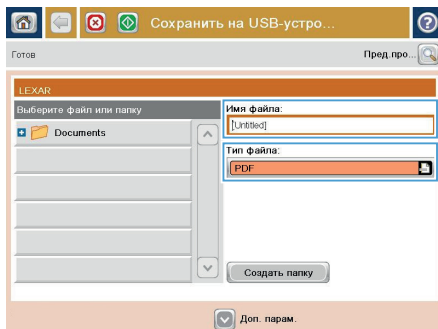 Сохранить на USB-устро...
Готов
Пред.про...
LEXAR
Выберите файл или папку
Documents
Имя файла:
[Untitled]
Тип файла:
PDF
Создать папку
Доп. парам.